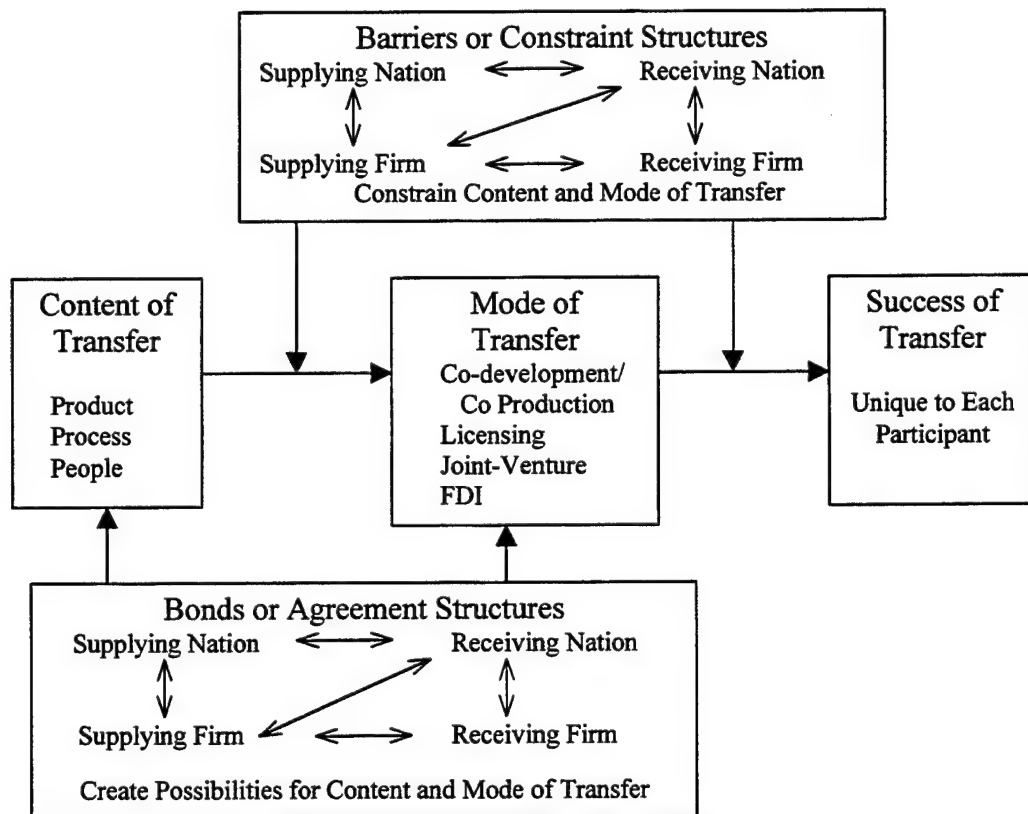 Barriers or Constraint Structures
Supplying Nation Receiving Nation
Supplying Firm Receiving Firm
Constrain Content and Mode of Transfer
Content of
Transfer
Product
Process
People
Mode of
Transfer
Co-development/
Co Production
Licensing
Joint-Venture
FDI
Success of
Transfer
Unique to Each
Participant
Bonds or Agreement Structures
Supplying Nation Receiving Nation
Supplying Firm Receiving Firm
Create Possibilities for Content and Mode of Transfer